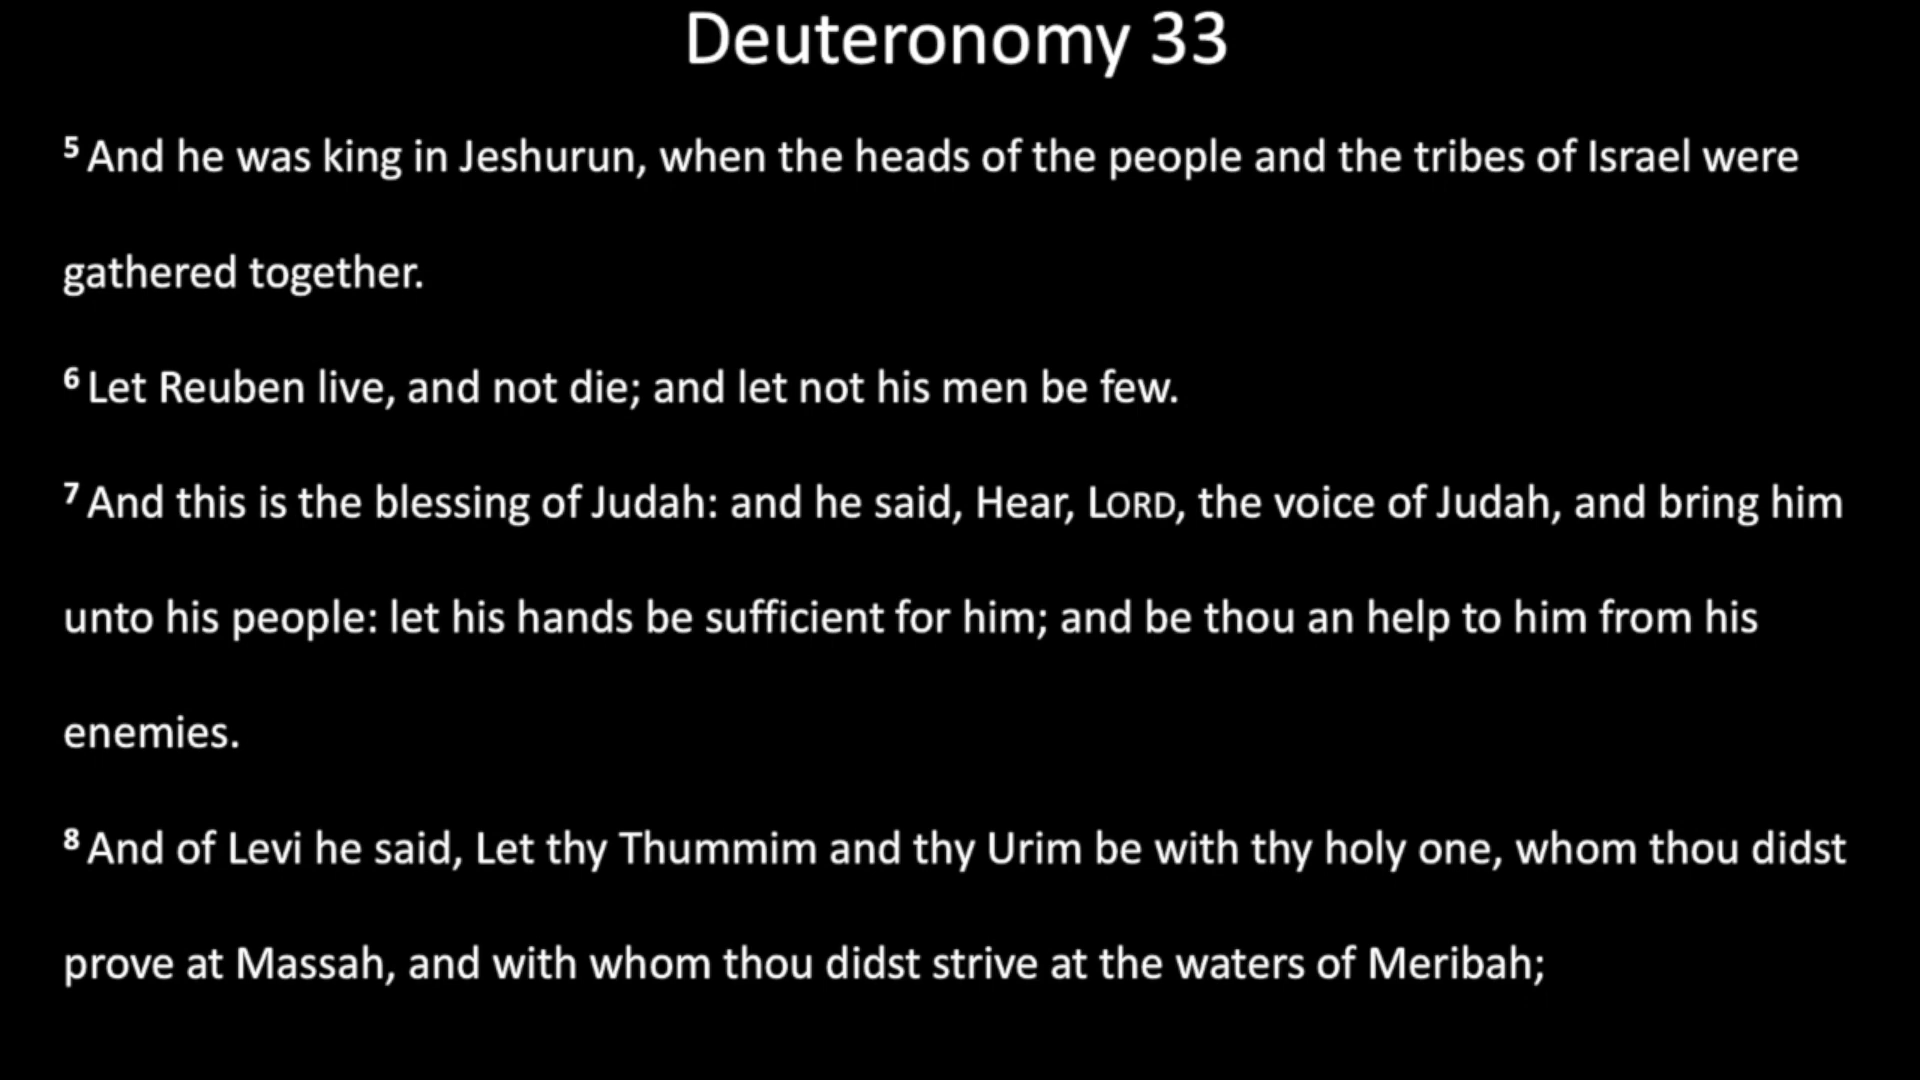 Deuteronomy 33
5 And he was king in Jeshurun, when the heads of the people and the tribes of Israel were
gathered together.
6 Let Reuben live, and not die; and let not his men be few.
7 And this is the blessing of Judah: and he said, Hear, LORD, the voice of Judah, and bring him
unto his people: let his hands be sufficient for him; and be thou an help to him from his
enemies.
8 And of Levi he said, Let thy Thummim and thy Urim be with thy holy one, whom thou didst
prove at Massah, and with whom thou didst strive at the waters of Meribah;